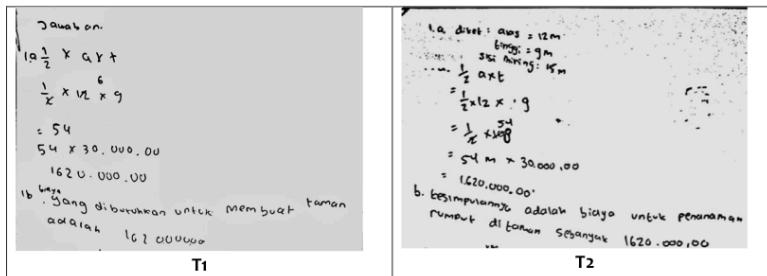 Jawaban.
1.a 1/2 x a x t
6
1/2 x 12 x 9
= 54
54 x 30.000.00
1620.000.00
biaya
1b. yang dibutuhkan untuk membuat taman
adalah 162 000000
T1
1.a diket : alas = 12 m
tinggi : 9 m
sisi miring : 15 m
1/2 axt
= 1/2 x 12 x 9
54
= 1/2 x
= 54 m x 30.000,00
= 1.620.000.00
b. kesimpulannya adalah biaya untuk penanaman
rumput di taman sebanyak 1620.000,00
T2